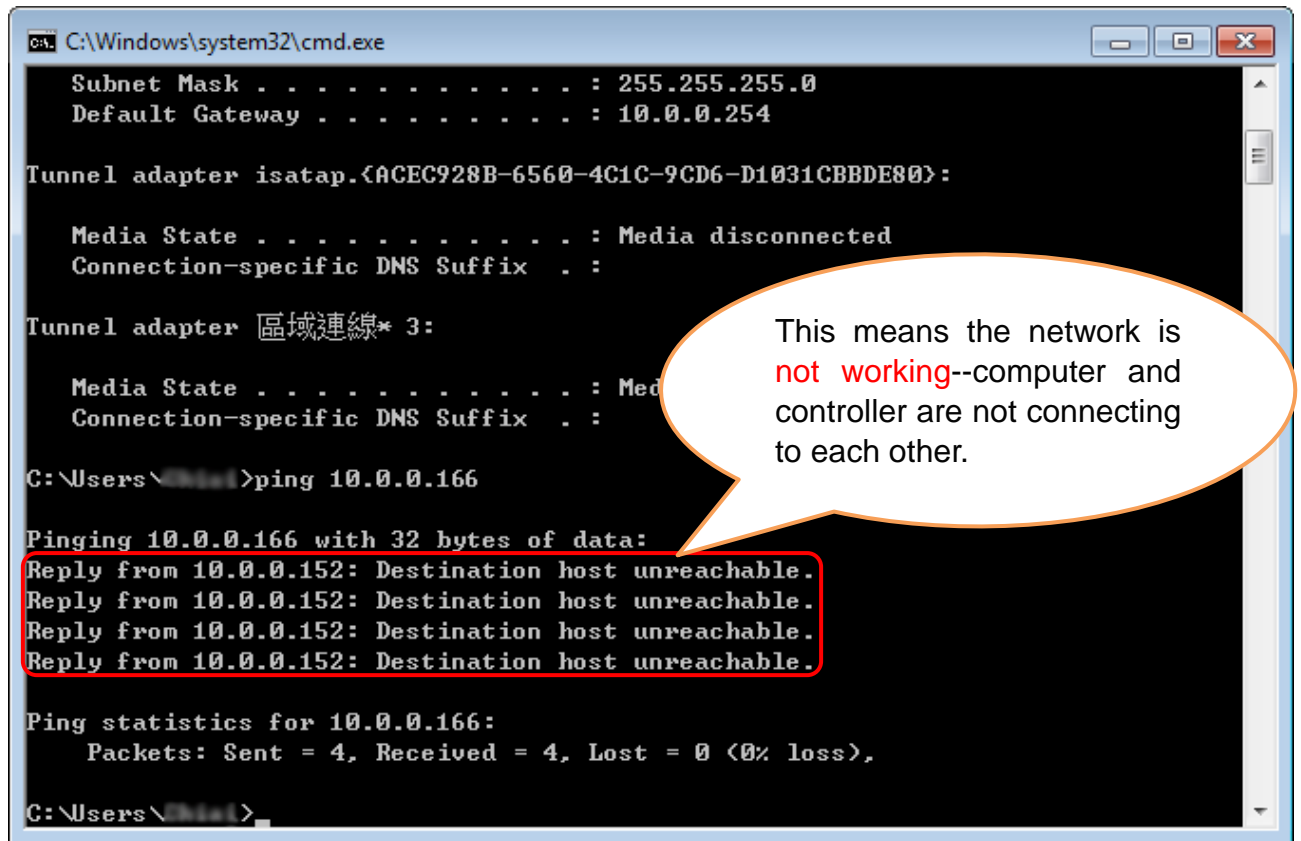 C:\Windows\system32\cmd.exe
Subnet Mask . . . . . . . . . . . : 255.255.255.0
Default Gateway . . . . . . . . . : 10.0.0.254
Tunnel adapter isatap.{ACEC928B-6560-4C1C-9CD6-D1031CBBDE80}:
Media State . . . . . . . . . . . : Media disconnected
Connection-specific DNS Suffix  . :
Tunnel adapter 區域連線* 3:
Media State . . . . . . . . . . . : Med
Connection-specific DNS Suffix  . :
This means the network is
not working--computer and
controller are not connecting
to each other.
C:\Users\ >ping 10.0.0.166
Pinging 10.0.0.166 with 32 bytes of data:
Reply from 10.0.0.152: Destination host unreachable.
Reply from 10.0.0.152: Destination host unreachable.
Reply from 10.0.0.152: Destination host unreachable.
Reply from 10.0.0.152: Destination host unreachable.
Ping statistics for 10.0.0.166:
Packets: Sent = 4, Received = 4, Lost = 0 (0% loss),
C:\Users\ >_